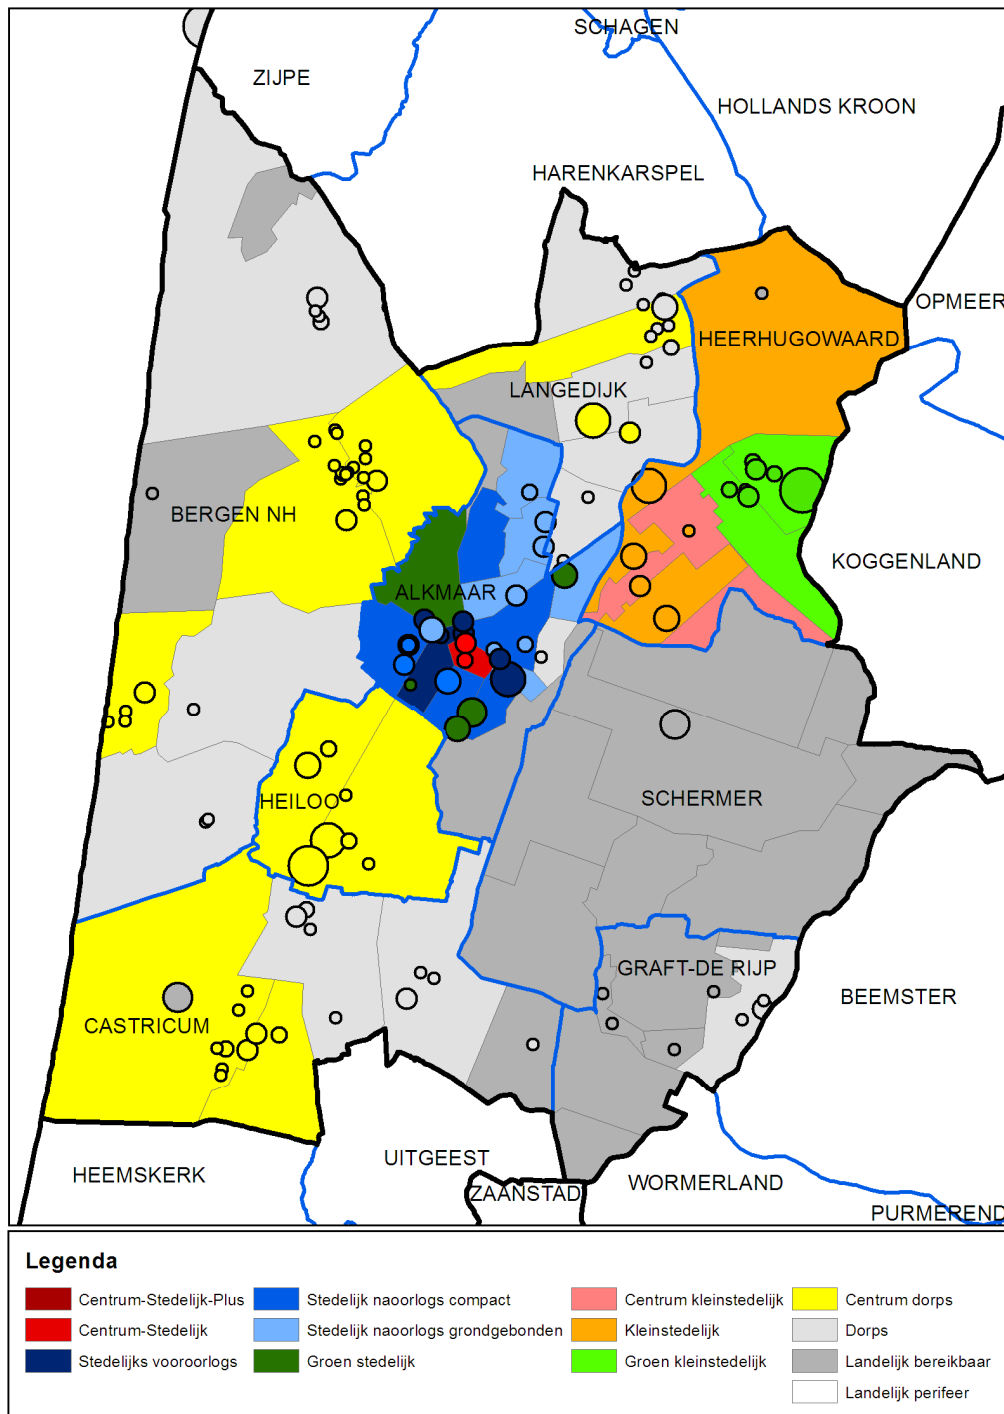 SCHAGEN
ZIJPE
HOLLANDS KROON
HARENKARSPEL
OPMEER
HEERHUGOWAARD
LANGEDIJK
BERGEN NH
KOGGENLAND
ALKMAAR
SCHERMER
HEILOO
GRAFT-DE RIJP
BEEMSTER
CASTRICUM
UITGEEST
HEEMSKERK
ZAANSTAD
WORMERLAND
PURMEREND
Legenda
Centrum-Stedelijk-Plus
Centrum-Stedelijk
Stedelijks vooroorlogs
Stedelijk naoorlogs compact
Stedelijk naoorlogs grondgebonden
Groen stedelijk
Centrum kleinstedelijk
Kleinstedelijk
Groen kleinstedelijk
Centrum dorps
Dorps
Landelijk bereikbaar
Landelijk perifeer